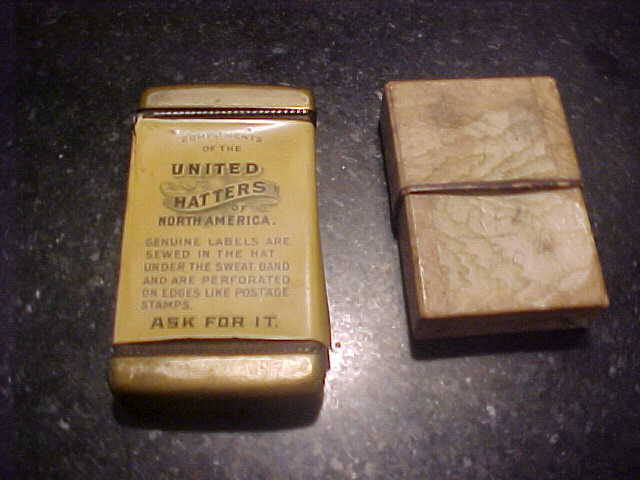 COMPLIMENTS
OF THE
UNITED
HATTERS
OF
NORTH AMERICA.
GENUINE LABELS ARE
SEWED IN THE HAT
UNDER THE SWEAT BAND
AND ARE PERFORATED
ON EDGES LIKE POSTAGE
STAMPS.
ASK FOR IT.